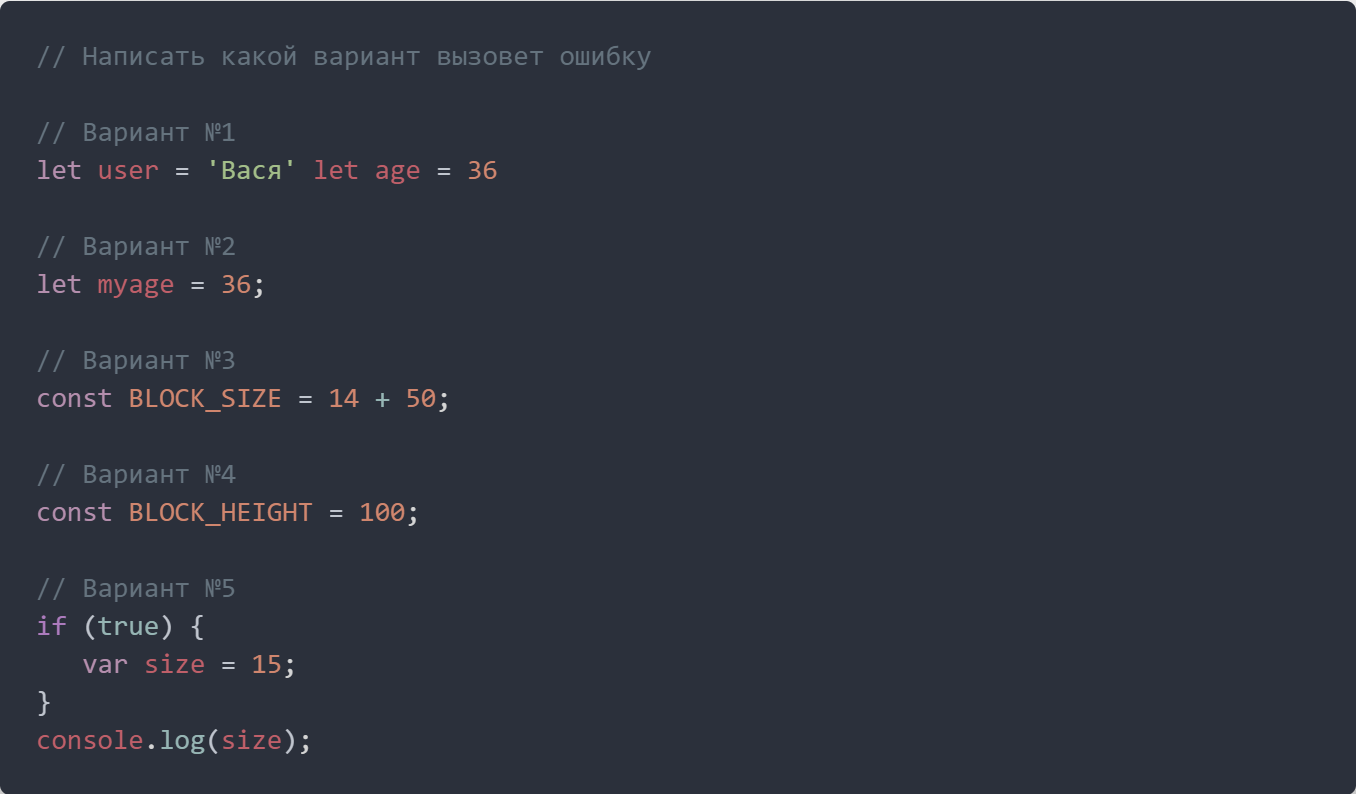 // Написать какой вариант вызовет ошибку
// Вариант №1
let user = 'Вася' let age = 36
// Вариант №2
let myage = 36;
// Вариант №3
const BLOCK_SIZE = 14 + 50;
// Вариант №4
const BLOCK_HEIGHT = 100;
// Вариант №5
if (true) {
   var size = 15;
}
console.log(size);